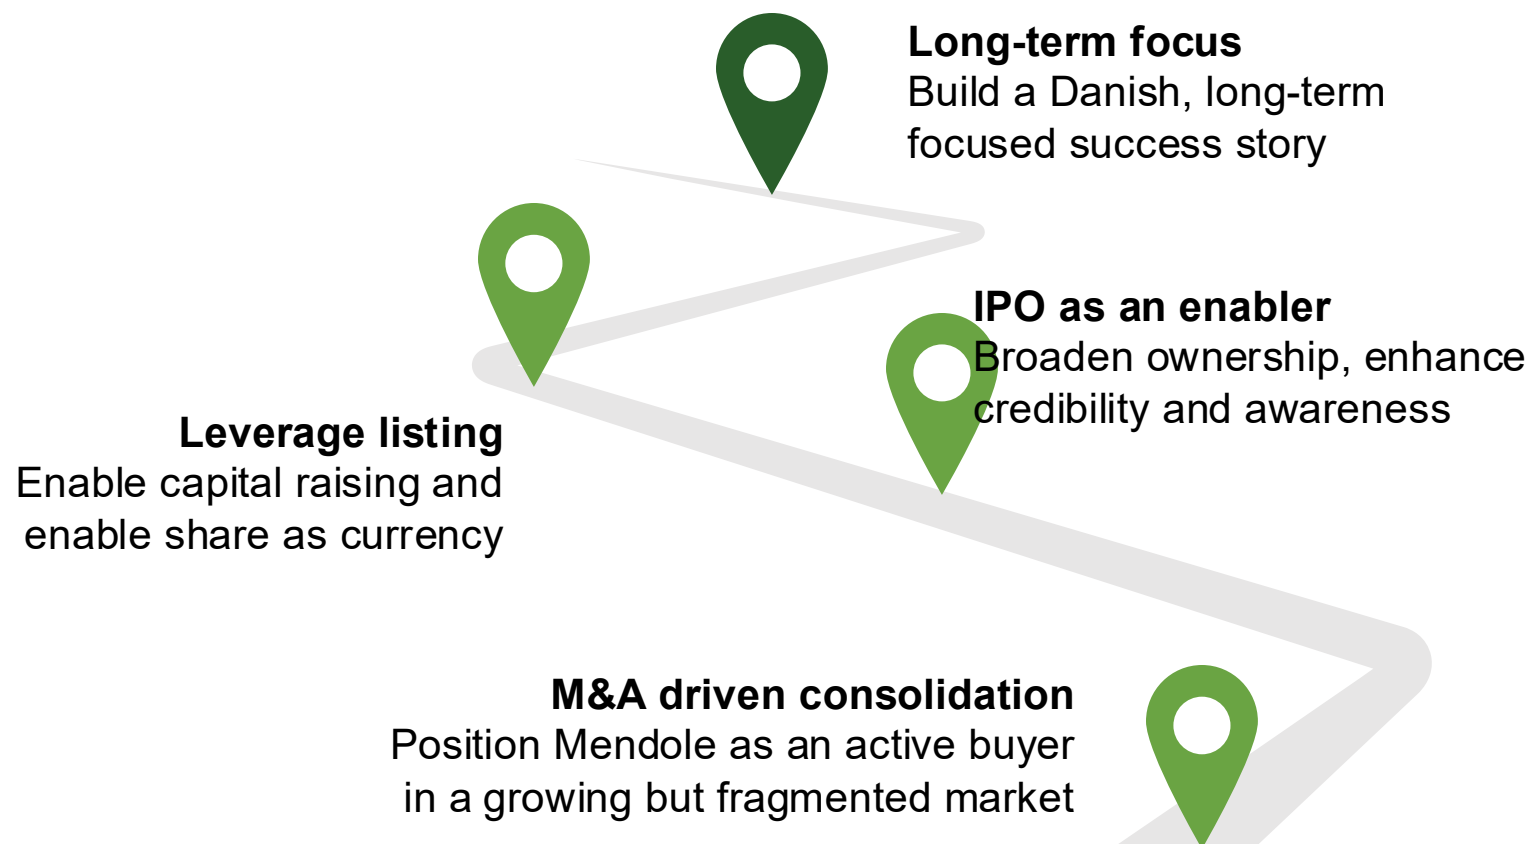 Long-term focus
Build a Danish, long-term
focused success story
IPO as an enabler
Broaden ownership, enhance
credibility and awareness
Leverage listing
Enable capital raising and
enable share as currency
M&A driven consolidation
Position Mendole as an active buyer
in a growing but fragmented market